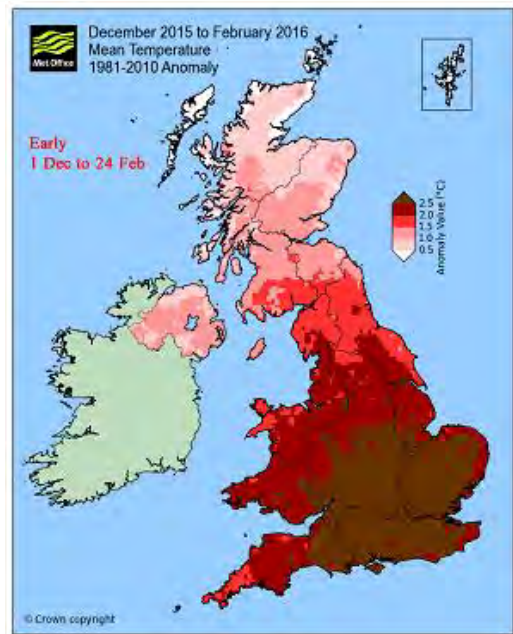 December 2015 to February 2016
Mean Temperature
1981-2010 Anomaly
Met Office
Early
1 Dec to 24 Feb
2.5
2.0
1.5
1.0
0.5
Anomaly Value (°C)
© Crown copyright